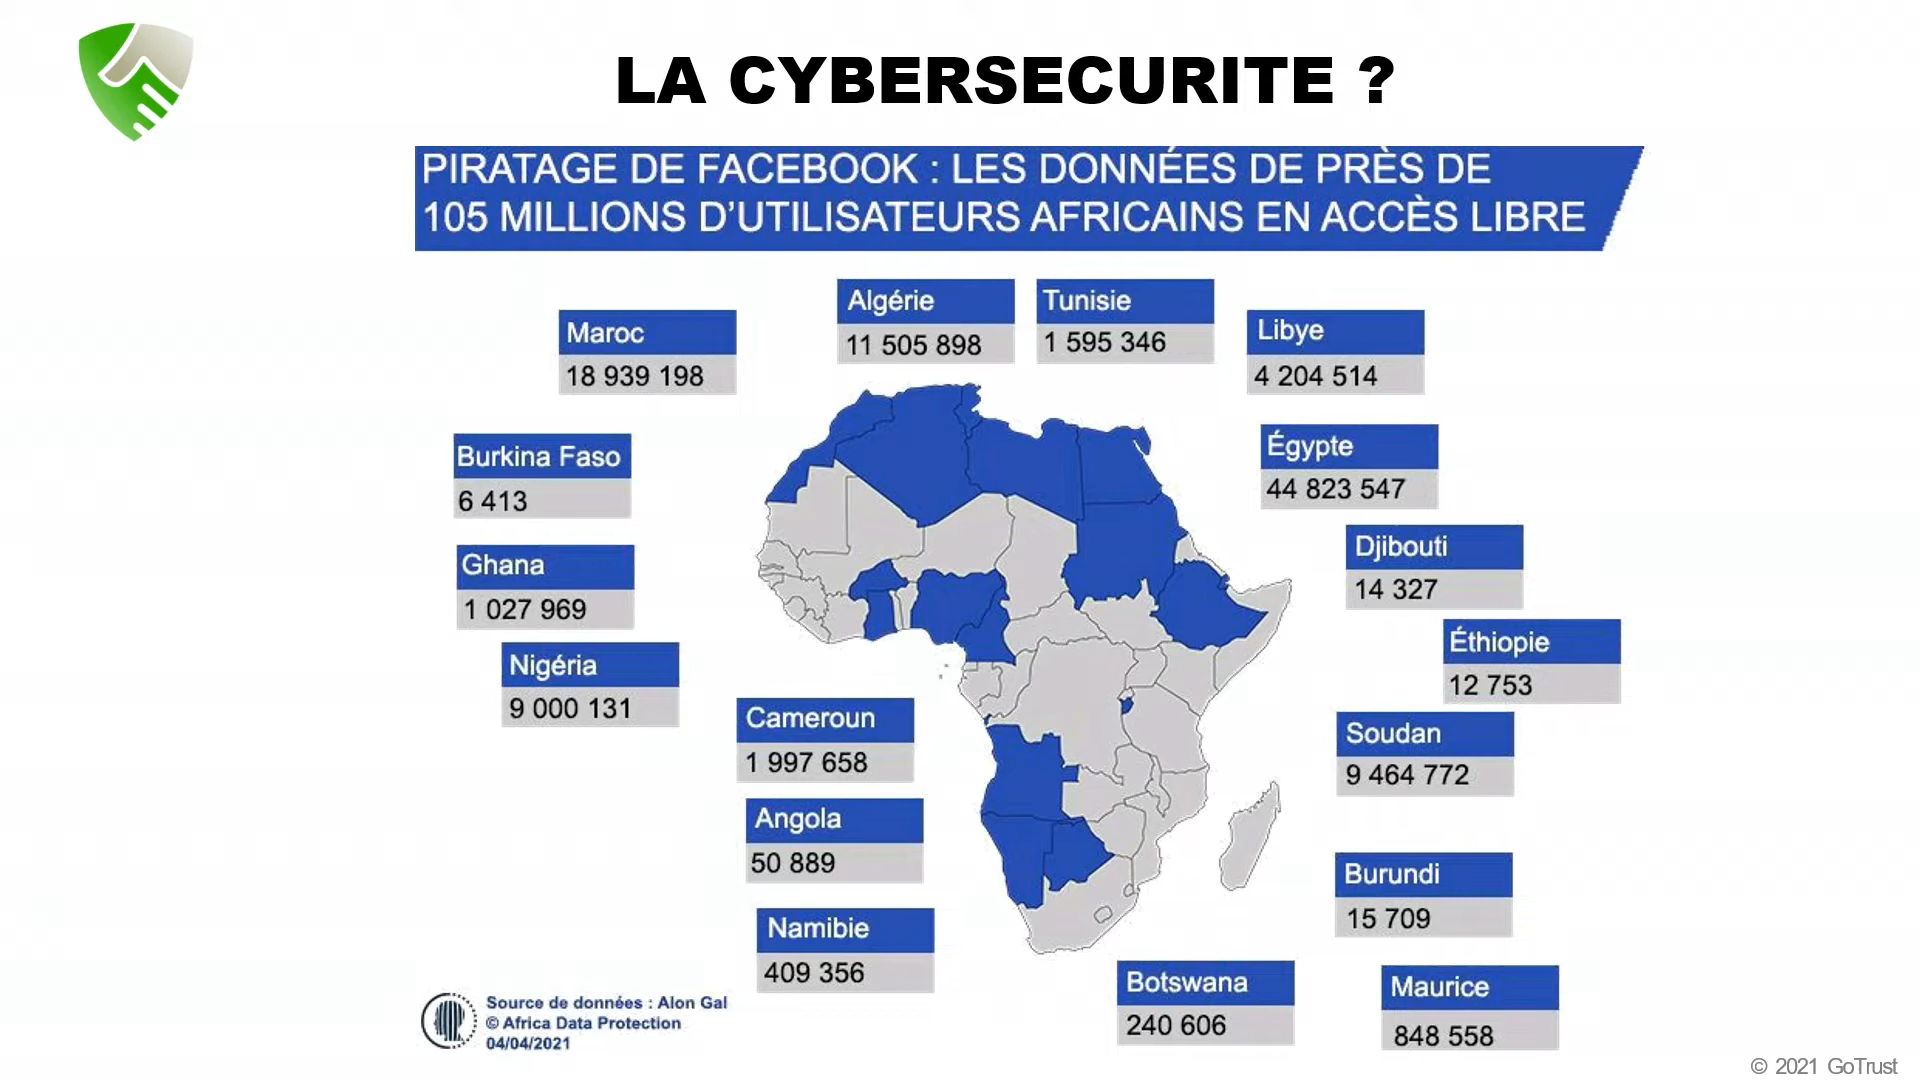 LA CYBERSECURITE ?
PIRATAGE DE FACEBOOK : LES DONNÉES DE PRÈS DE
105 MILLIONS D’UTILISATEURS AFRICAINS EN ACCÈS LIBRE
Algérie
11 505 898
Tunisie
1 595 346
Maroc
18 939 198
Libye
4 204 514
Burkina Faso
6 413
Égypte
44 823 547
Ghana
1 027 969
Djibouti
14 327
Nigéria
9 000 131
Éthiopie
12 753
Cameroun
1 997 658
Soudan
9 464 772
Angola
50 889
Burundi
15 709
Namibie
409 356
Botswana
240 606
Maurice
848 558
Source de données : Alon Gal
© Africa Data Protection
04/04/2021
© 2021 GoTrust